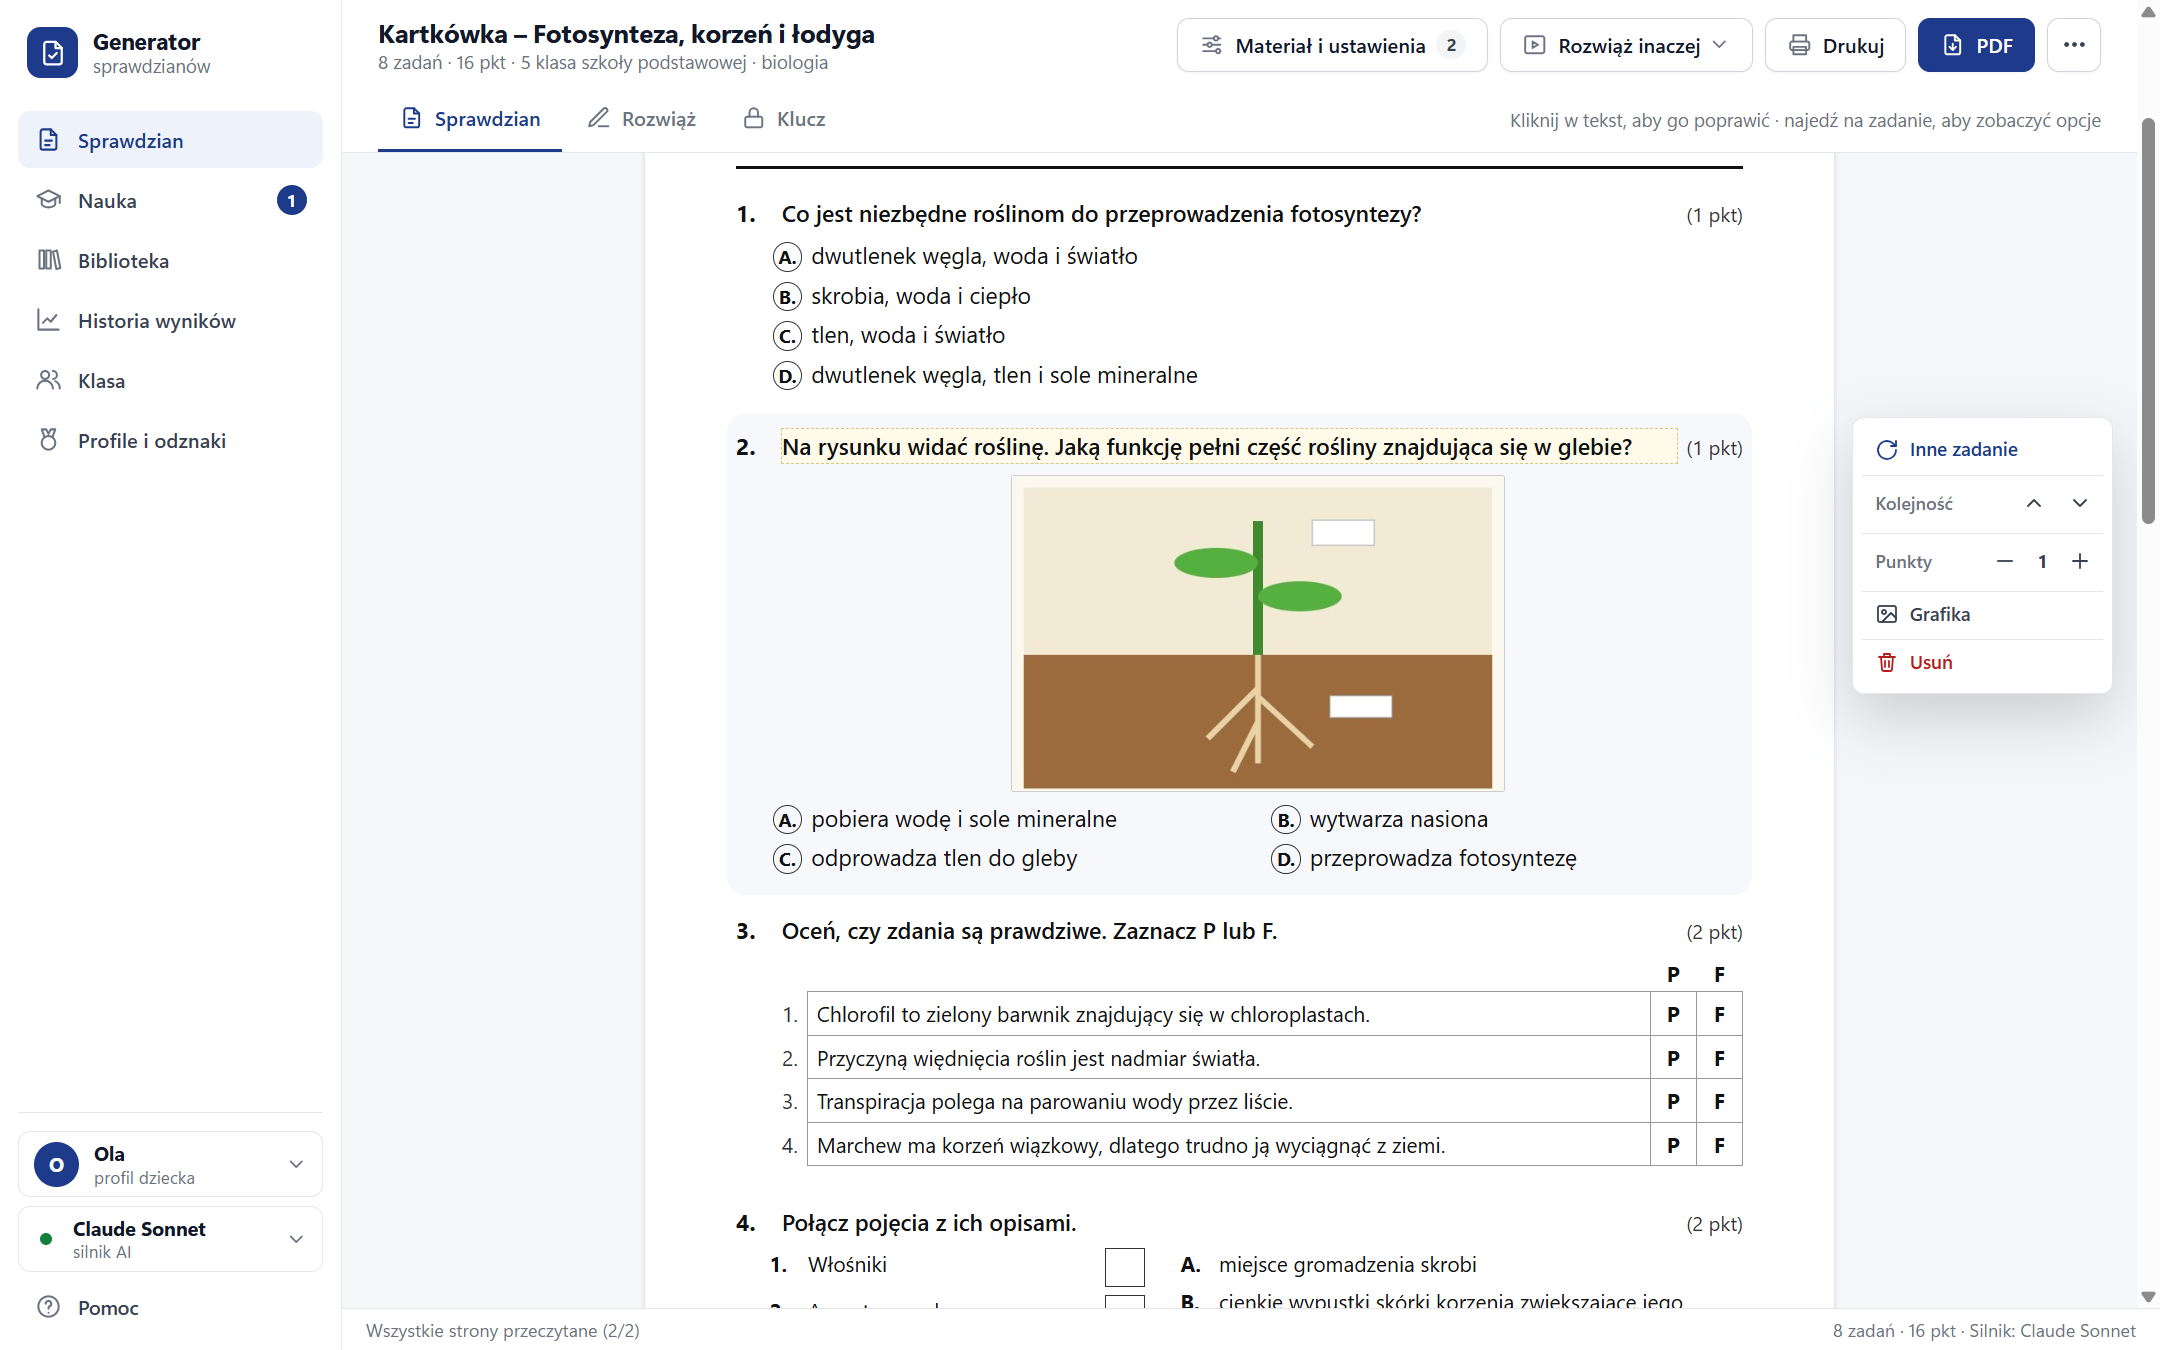 Generator
sprawdzianów
Sprawdzian
Nauka
1
Biblioteka
Historia wyników
Klasa
Profile i odznaki
Ola
profil dziecka
Claude Sonnet
silnik AI
Pomoc
Kartkówka – Fotosynteza, korzeń i łodyga
8 zadań · 16 pkt · 5 klasa szkoły podstawowej · biologia
Materiał i ustawienia 2
Rozwiąż inaczej
Drukuj
PDF
Sprawdzian
Rozwiąż
Klucz
Kliknij w tekst, aby go poprawić · najedź na zadanie, aby zobaczyć opcje
1. Co jest niezbędne roślinom do przeprowadzenia fotosyntezy? (1 pkt)
A. dwutlenek węgla, woda i światło
B. skrobia, woda i ciepło
C. tlen, woda i światło
D. dwutlenek węgla, tlen i sole mineralne
2. Na rysunku widać roślinę. Jaką funkcję pełni część rośliny znajdująca się w glebie? (1 pkt)
A. pobiera wodę i sole mineralne
B. wytwarza nasiona
C. odprowadza tlen do gleby
D. przeprowadza fotosyntezę
3. Oceń, czy zdania są prawdziwe. Zaznacz P lub F. (2 pkt)
P F
1. Chlorofil to zielony barwnik znajdujący się w chloroplastach. P F
2. Przyczyną więdnięcia roślin jest nadmiar światła. P F
3. Transpiracja polega na parowaniu wody przez liście. P F
4. Marchew ma korzeń wiązkowy, dlatego trudno ją wyciągnąć z ziemi. P F
4. Połącz pojęcia z ich opisami. (2 pkt)
1. Włośniki
A. miejsce gromadzenia skrobi
B. cienkie wypustki skórki korzenia zwiększające jego
Inne zadanie
Kolejność
Punkty 1
Grafika
Usuń
Wszystkie strony przeczytane (2/2)
8 zadań · 16 pkt · Silnik: Claude Sonnet
O